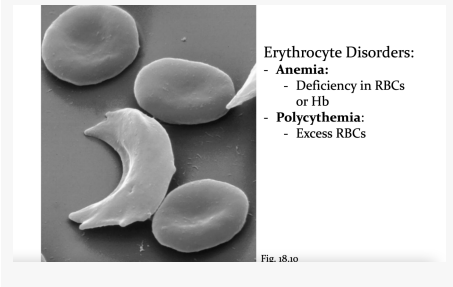 Erythrocyte Disorders:
- Anemia:
- Deficiency in RBCs
or Hb
- Polycythemia:
- Excess RBCs
Fig. 18.10